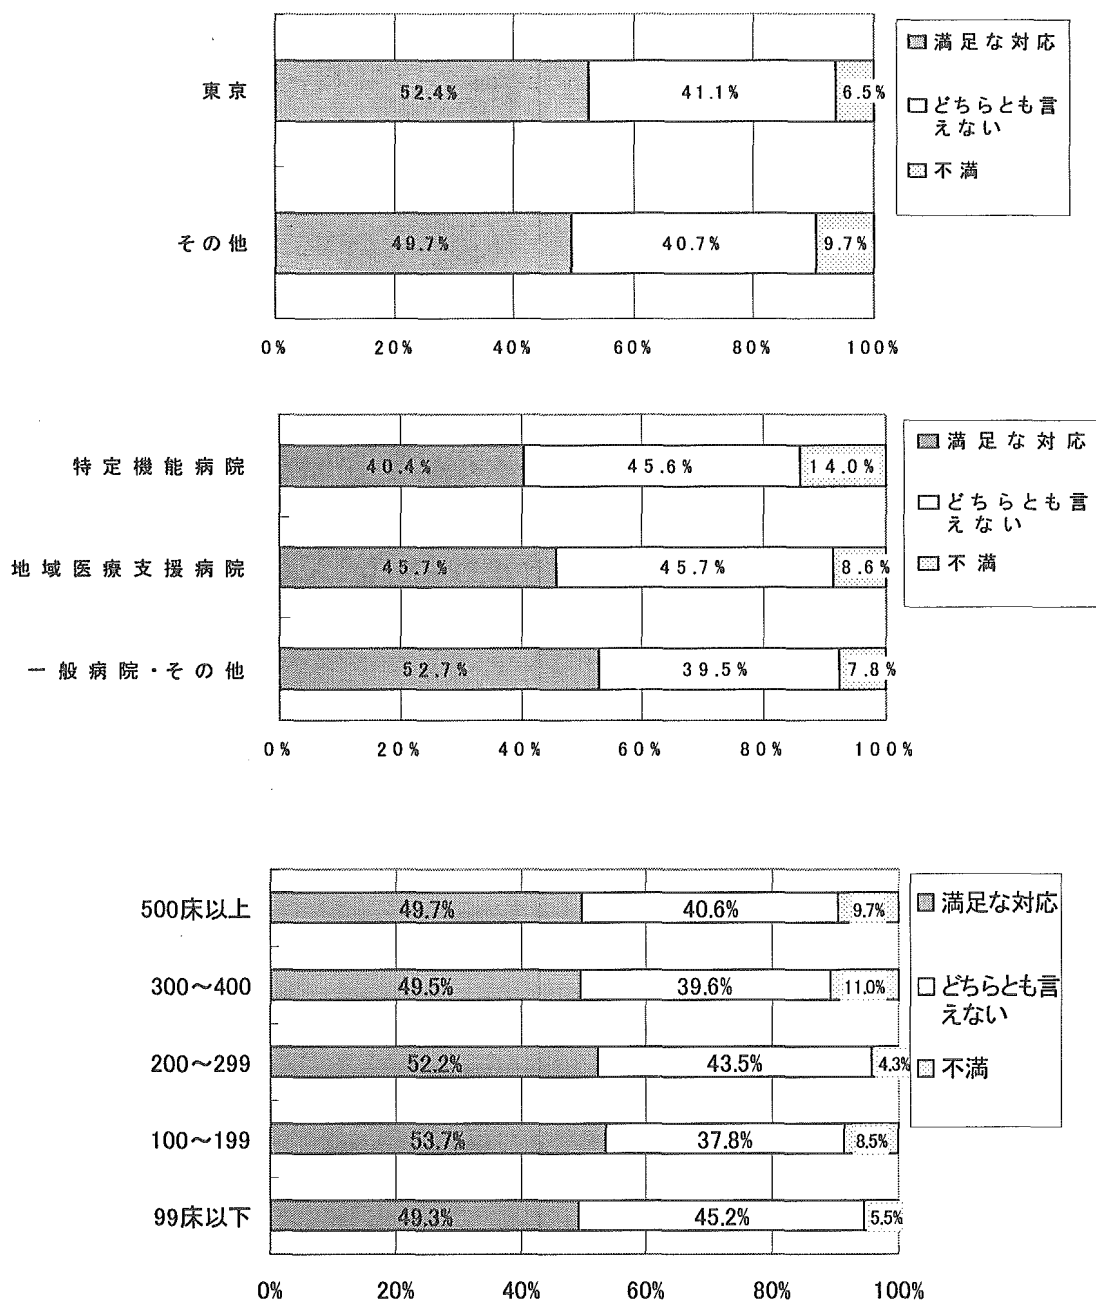 東京
52.4%
41.1%
6.5%
その他
49.7%
40.7%
9.7%
0%
20%
40%
60%
80%
100%
満足な対応
どちらとも言
えない
不満
特定機能病院
40.4%
45.6%
14.0%
地域医療支援病院
45.7%
45.7%
8.6%
一般病院・その他
52.7%
39.5%
7.8%
0%
20%
40%
60%
80%
100%
満足な対応
どちらとも言
えない
不満
500床以上
49.7%
40.6%
9.7%
300～400
49.5%
39.6%
11.0%
200～299
52.2%
43.5%
4.3%
100～199
53.7%
37.8%
8.5%
99床以下
49.3%
45.2%
5.5%
0%
20%
40%
60%
80%
100%
満足な対応
どちらとも言
えない
不満